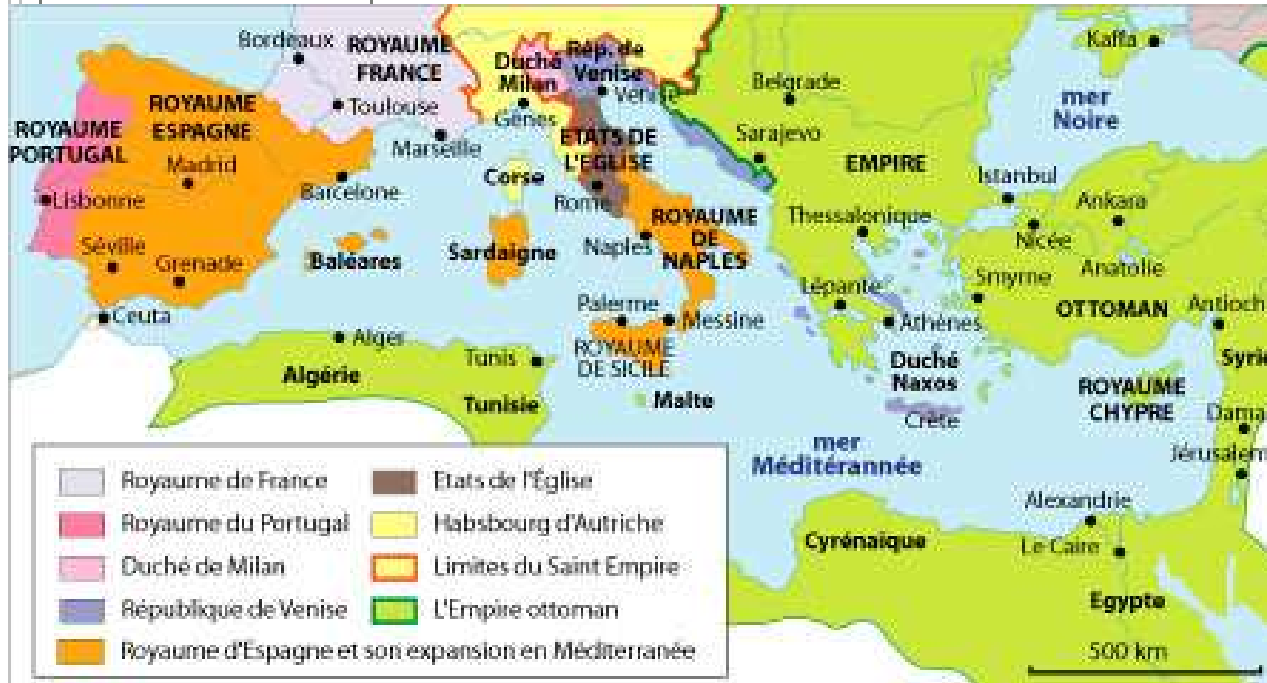 Bordeaux
ROYAUME
FRANCE
Toulouse
Marseille
Duché
Milan
Gênes
Rép. de
Venise
ETATS DE
L'EGLISE
Corse
Rome
Kaffa
mer
Noire
Belgrade
Sarajevo
EMPIRE
Istanbul
Ankara
Nicée
Thessalonique
Smyrne
Anatolie
OTTOMAN
Antioch
ROYAUME
PORTUGAL
Lisbonne
ROYAUME
ESPAGNE
Madrid
Barcelone
Séville
Grenade
Ceuta
Baléares
Sardaigne
Naples
ROYAUME
DE
NAPLES
Palerme
Messine
ROYAUME
DE SICILE
Malte
Alger
Algérie
Tunis
Tunisie
Lépante
Athènes
Duché
Naxos
Crète
ROYAUME
CHYPRE
Syrie
Dama
Jérusalem
mer
Méditérannée
Alexandrie
Le Caire
Cyrénaïque
Egypte
500 km
Royaume de France
Royaume du Portugal
Duché de Milan
République de Venise
Royaume d'Espagne et son expansion en Méditerranée
Etats de l'Église
Habsbourg d'Autriche
Limites du Saint Empire
L'Empire ottoman